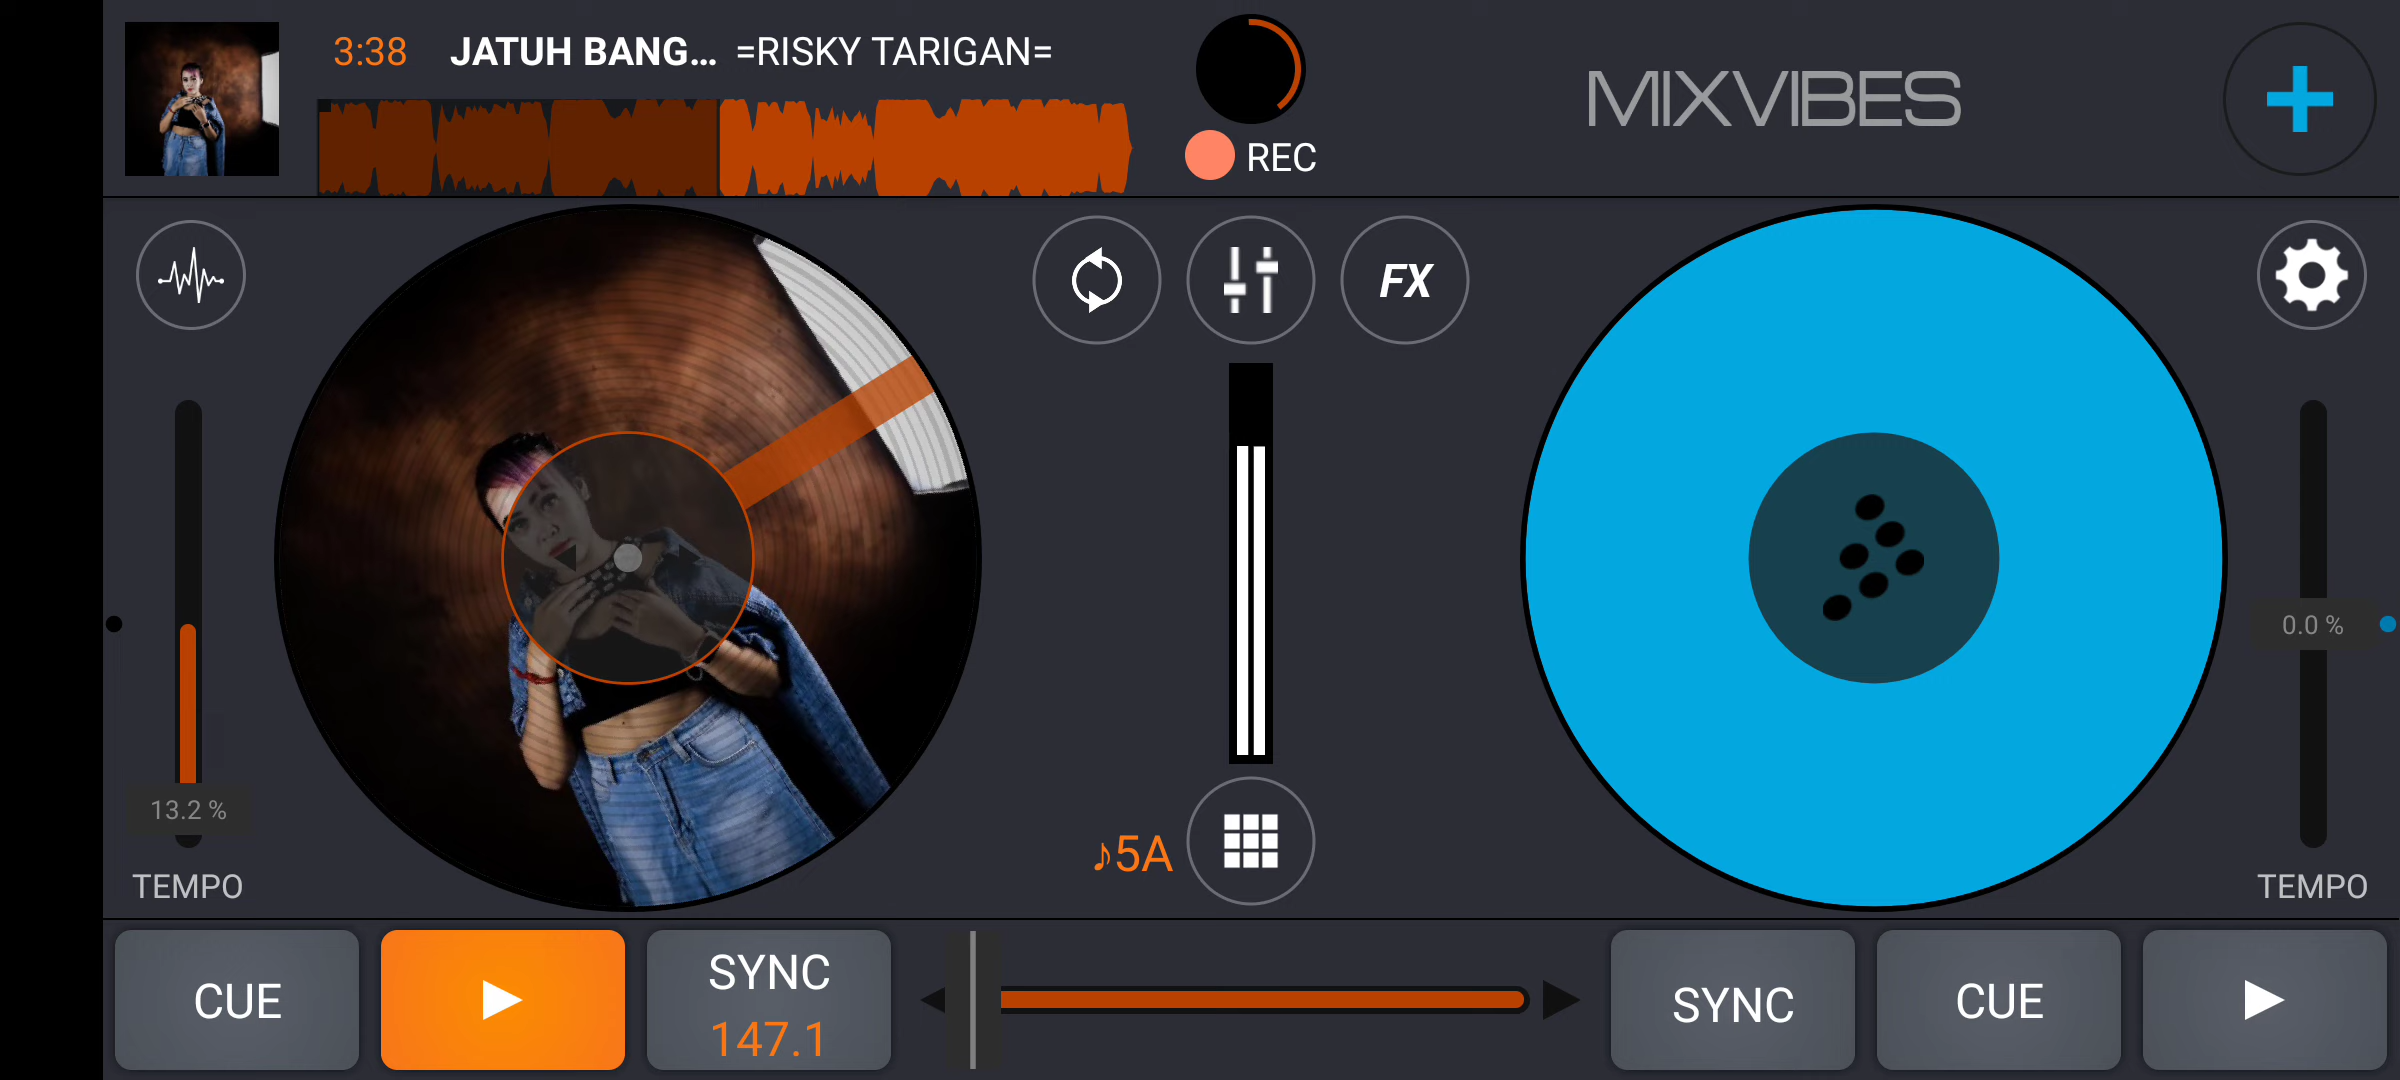 3:38 JATUH BANG... =RISKY TARIGAN=
REC
MIXVIBES
FX
0.0 %
13.2 %
♪5A
TEMPO
TEMPO
CUE
SYNC
147.1
SYNC
CUE